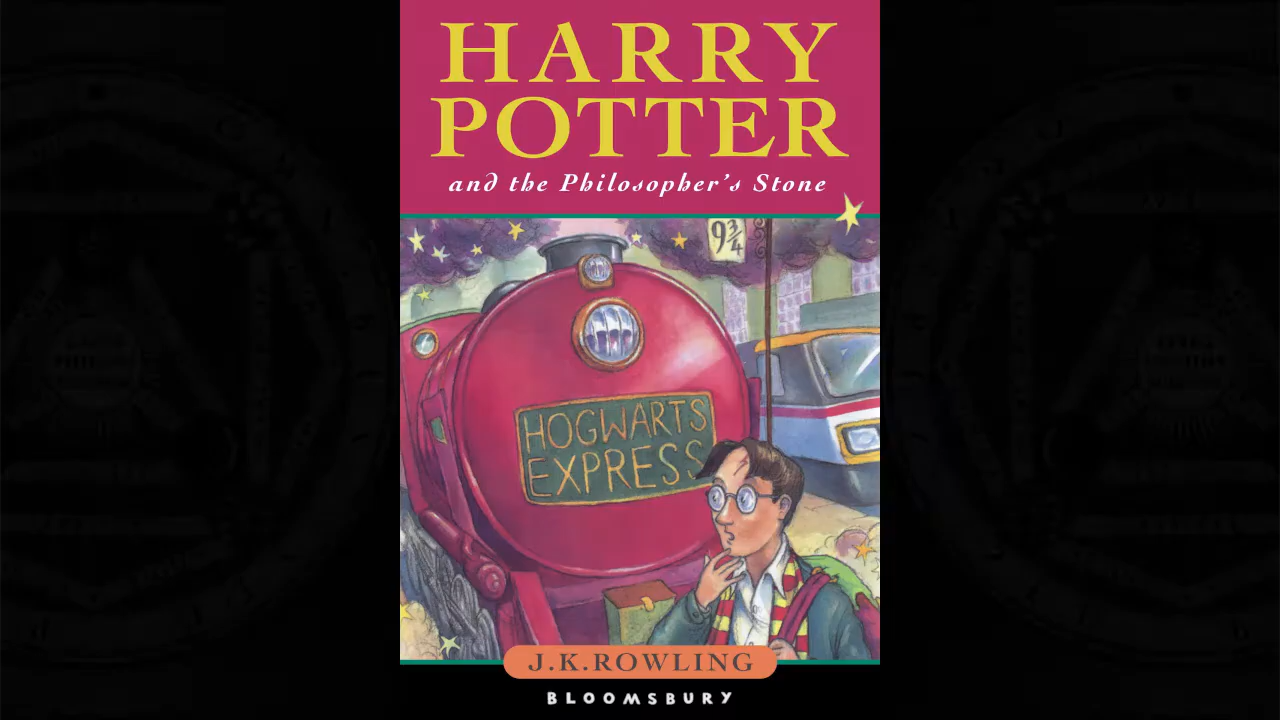 HARRY
POTTER
and the Philosopher's Stone
9¾
HOGWARTS
EXPRESS
J.K.ROWLING
BLOOMSBURY